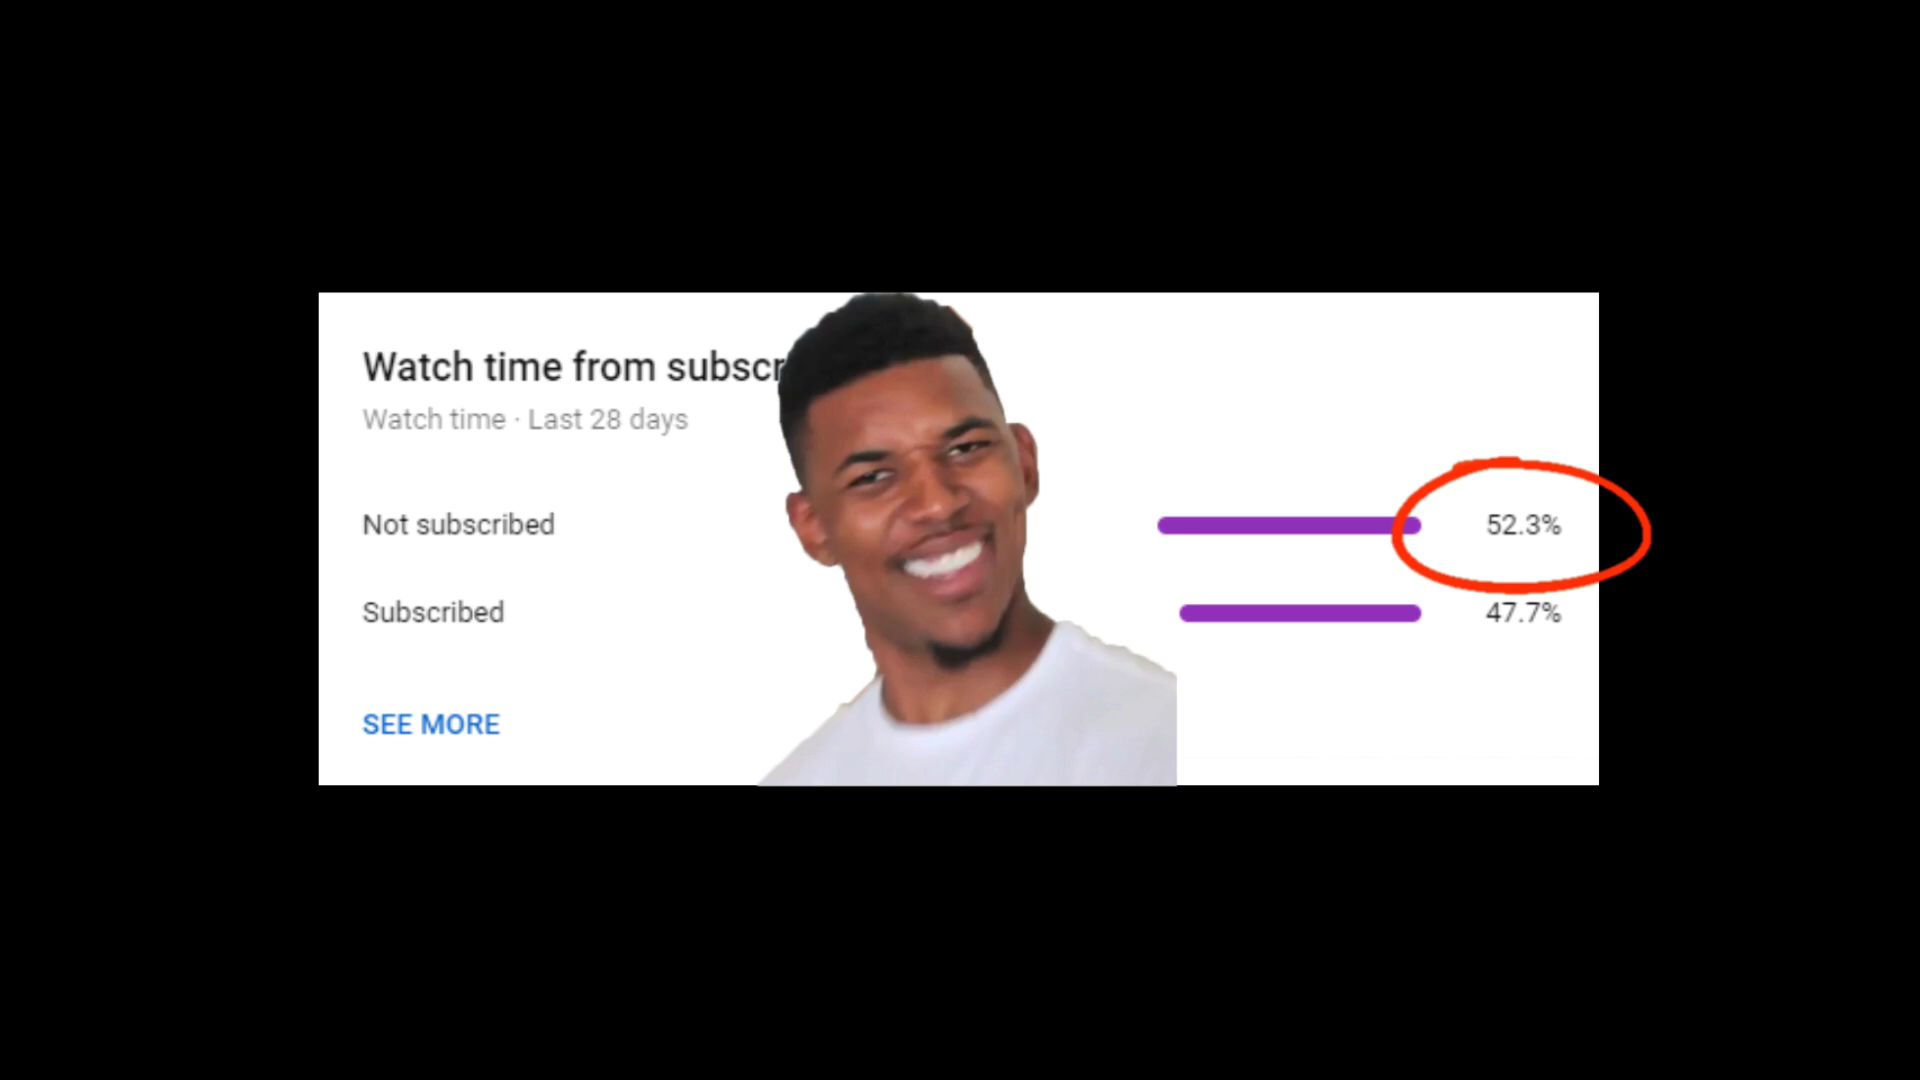 Watch time from subscr
Watch time · Last 28 days
Not subscribed 52.3%
Subscribed 47.7%
SEE MORE